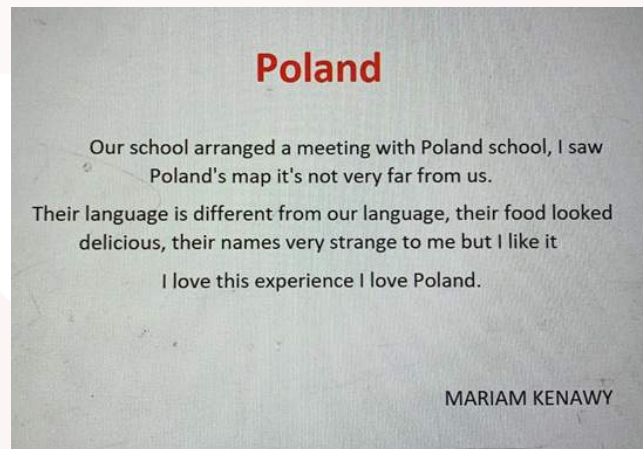 Poland
Our school arranged a meeting with Poland school, I saw
Poland's map it's not very far from us.
Their language is different from our language, their food looked
delicious, their names very strange to me but I like it
I love this experience I love Poland.
MARIAM KENAWY